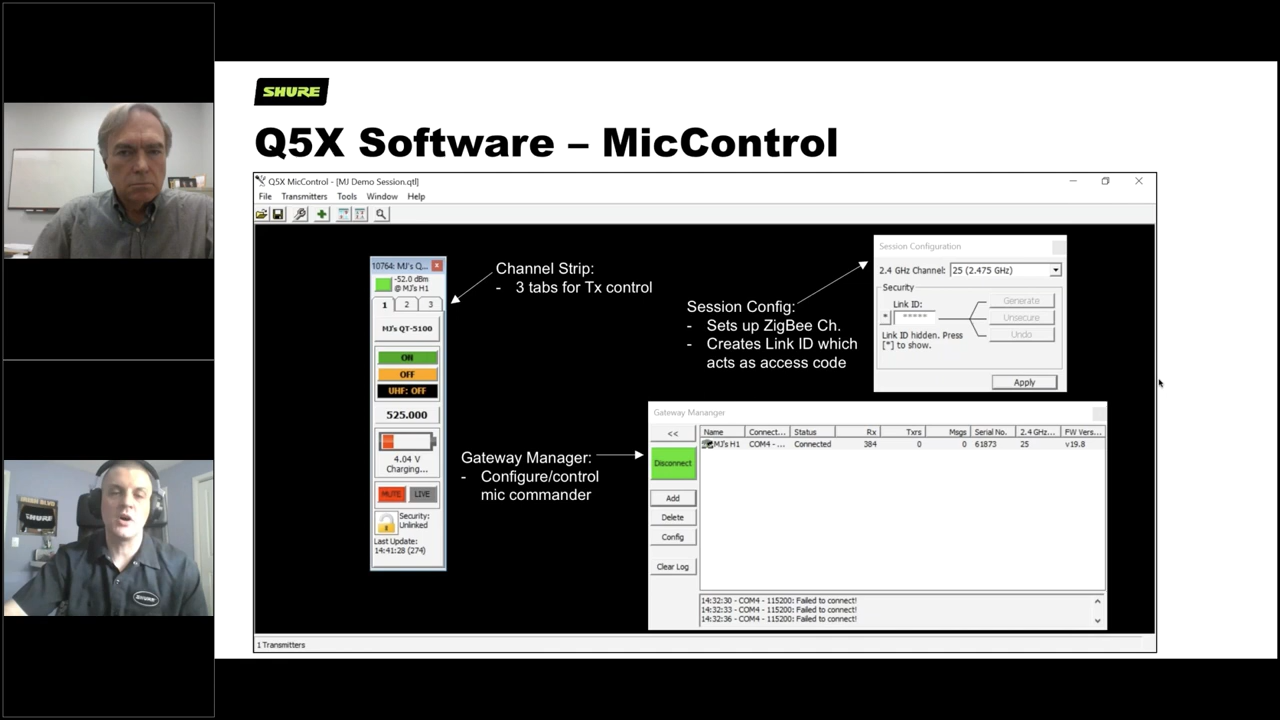 SHURE
Q5X Software – MicControl
Q5X MicControl - [MJ Demo Session.qtl]
File Transmitters Tools Window Help
10764: MJ's Q...
-52.0 dBm
@ MJ's H1
1 2 3
MJ's QT-5100
ON
OFF
UHF: OFF
525.000
4.04 V
Charging...
MUTE LIVE
Security:
Unlinked
Last Update:
14:41:28 (274)
Channel Strip:
- 3 tabs for Tx control
Session Config:
- Sets up ZigBee Ch.
- Creates Link ID which
acts as access code
Session Configuration
2.4 GHz Channel: 25 (2.475 GHz)
Security
Link ID:
* *****
Generate
Unsecure
Undo
Link ID hidden. Press
[*] to show.
Apply
Gateway Manager:
- Configure/control
mic commander
Gateway Mananger
<<
Disconnect
Add
Delete
Config
Clear Log
Name Connect... Status Rx Txrs Msgs Serial No. 2.4 GHz... FW Vers...
MJ's H1 COM4 - ... Connected 384 0 0 61873 25 v19.8
14:32:30 - COM4 - 115200: Failed to connect!
14:32:33 - COM4 - 115200: Failed to connect!
14:32:36 - COM4 - 115200: Failed to connect!
1 Transmitters
SHURE
SHURE